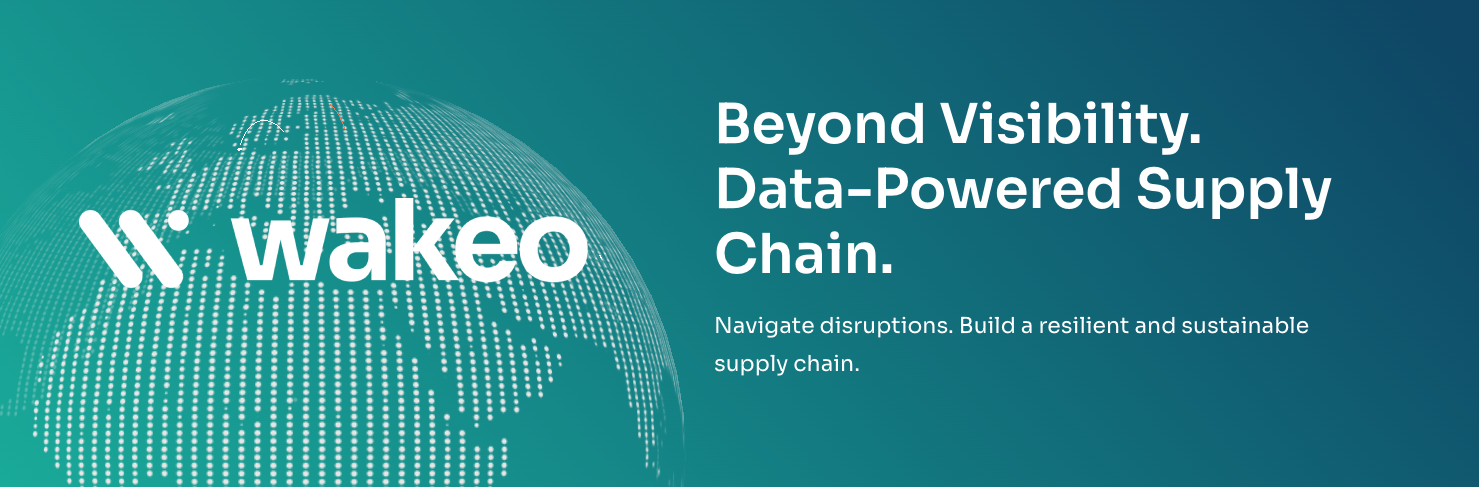 wakeo
Beyond Visibility.
Data-Powered Supply
Chain.
Navigate disruptions. Build a resilient and sustainable
supply chain.